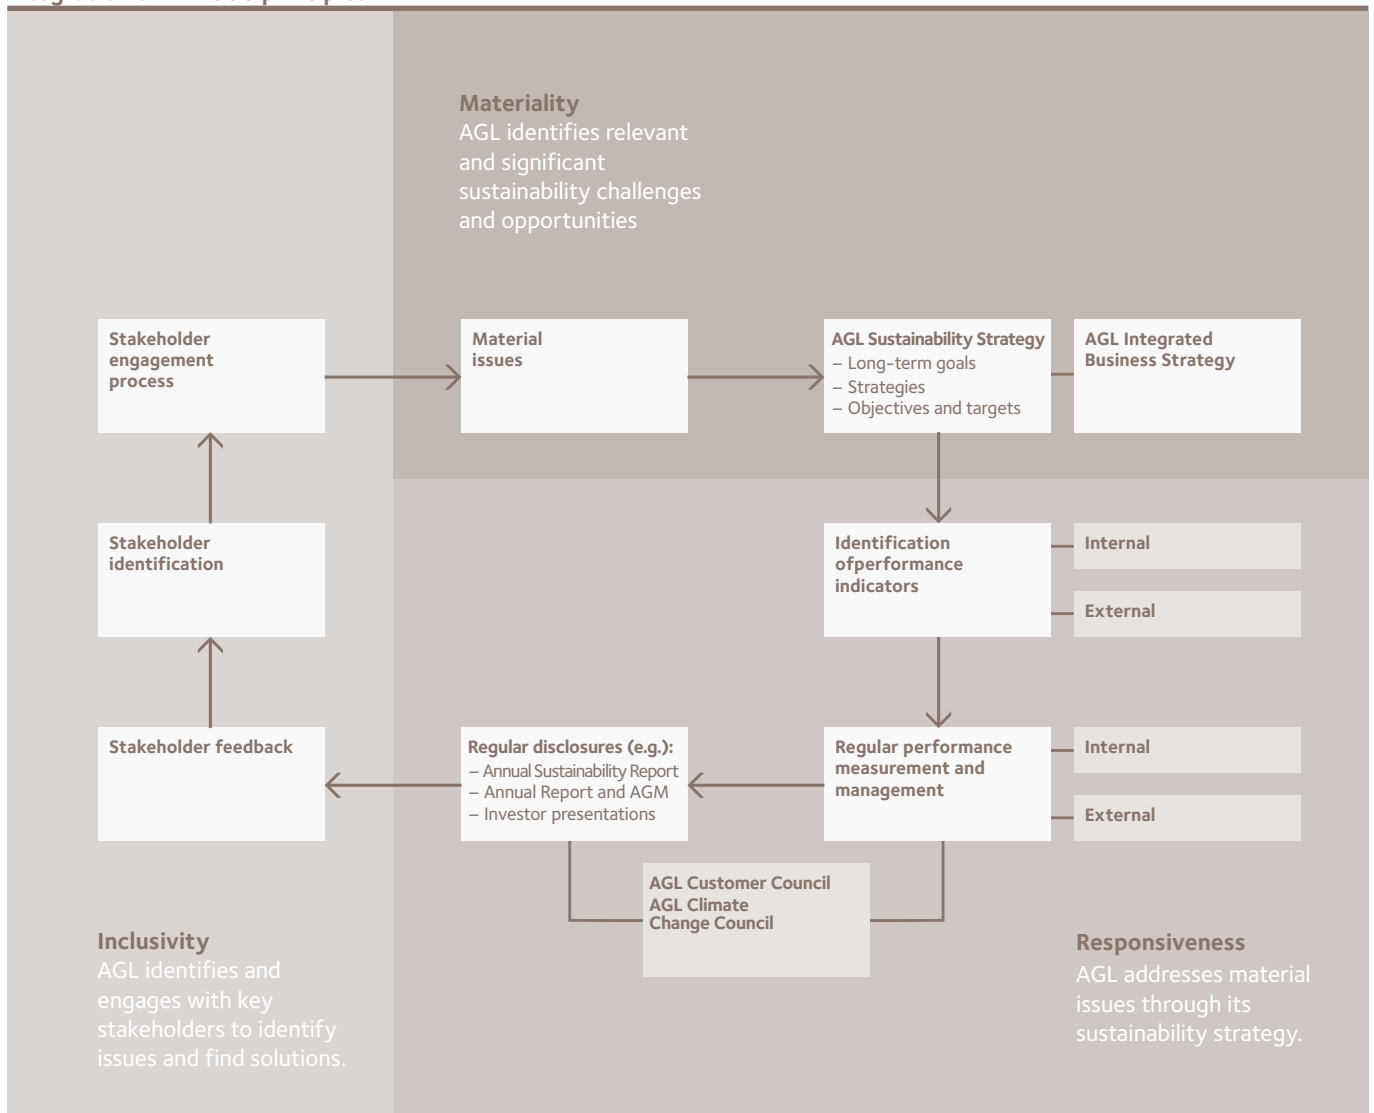 Materiality
AGL identifies relevant
and significant
sustainability challenges
and opportunities
Stakeholder
engagement
process
Material
issues
AGL Sustainability Strategy
– Long-term goals
– Strategies
– Objectives and targets
AGL Integrated
Business Strategy
Stakeholder
identification
Identification
ofperformance
indicators
Internal
External
Stakeholder feedback
Regular disclosures (e.g.):
– Annual Sustainability Report
– Annual Report and AGM
– Investor presentations
Regular performance
measurement and
management
Internal
External
AGL Customer Council
AGL Climate
Change Council
Inclusivity
AGL identifies and
engages with key
stakeholders to identify
issues and find solutions.
Responsiveness
AGL addresses material
issues through its
sustainability strategy.